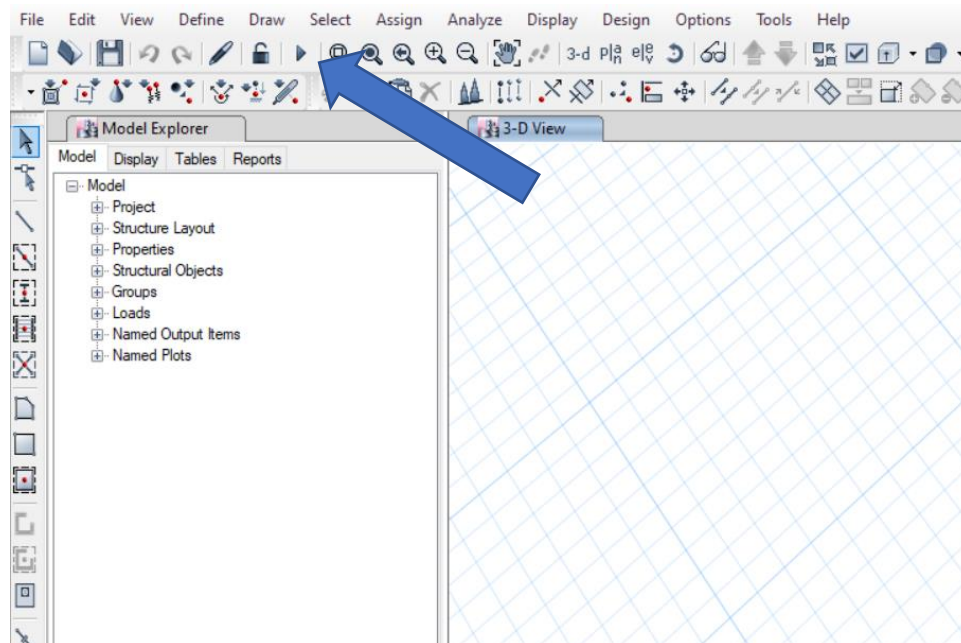 File Edit View Define Draw Select Assign Analyze Display Design Options Tools Help
3-d
Model Explorer
3-D View
Model Display Tables Reports
Model
Project
Structure Layout
Properties
Structural Objects
Groups
Loads
Named Output Items
Named Plots